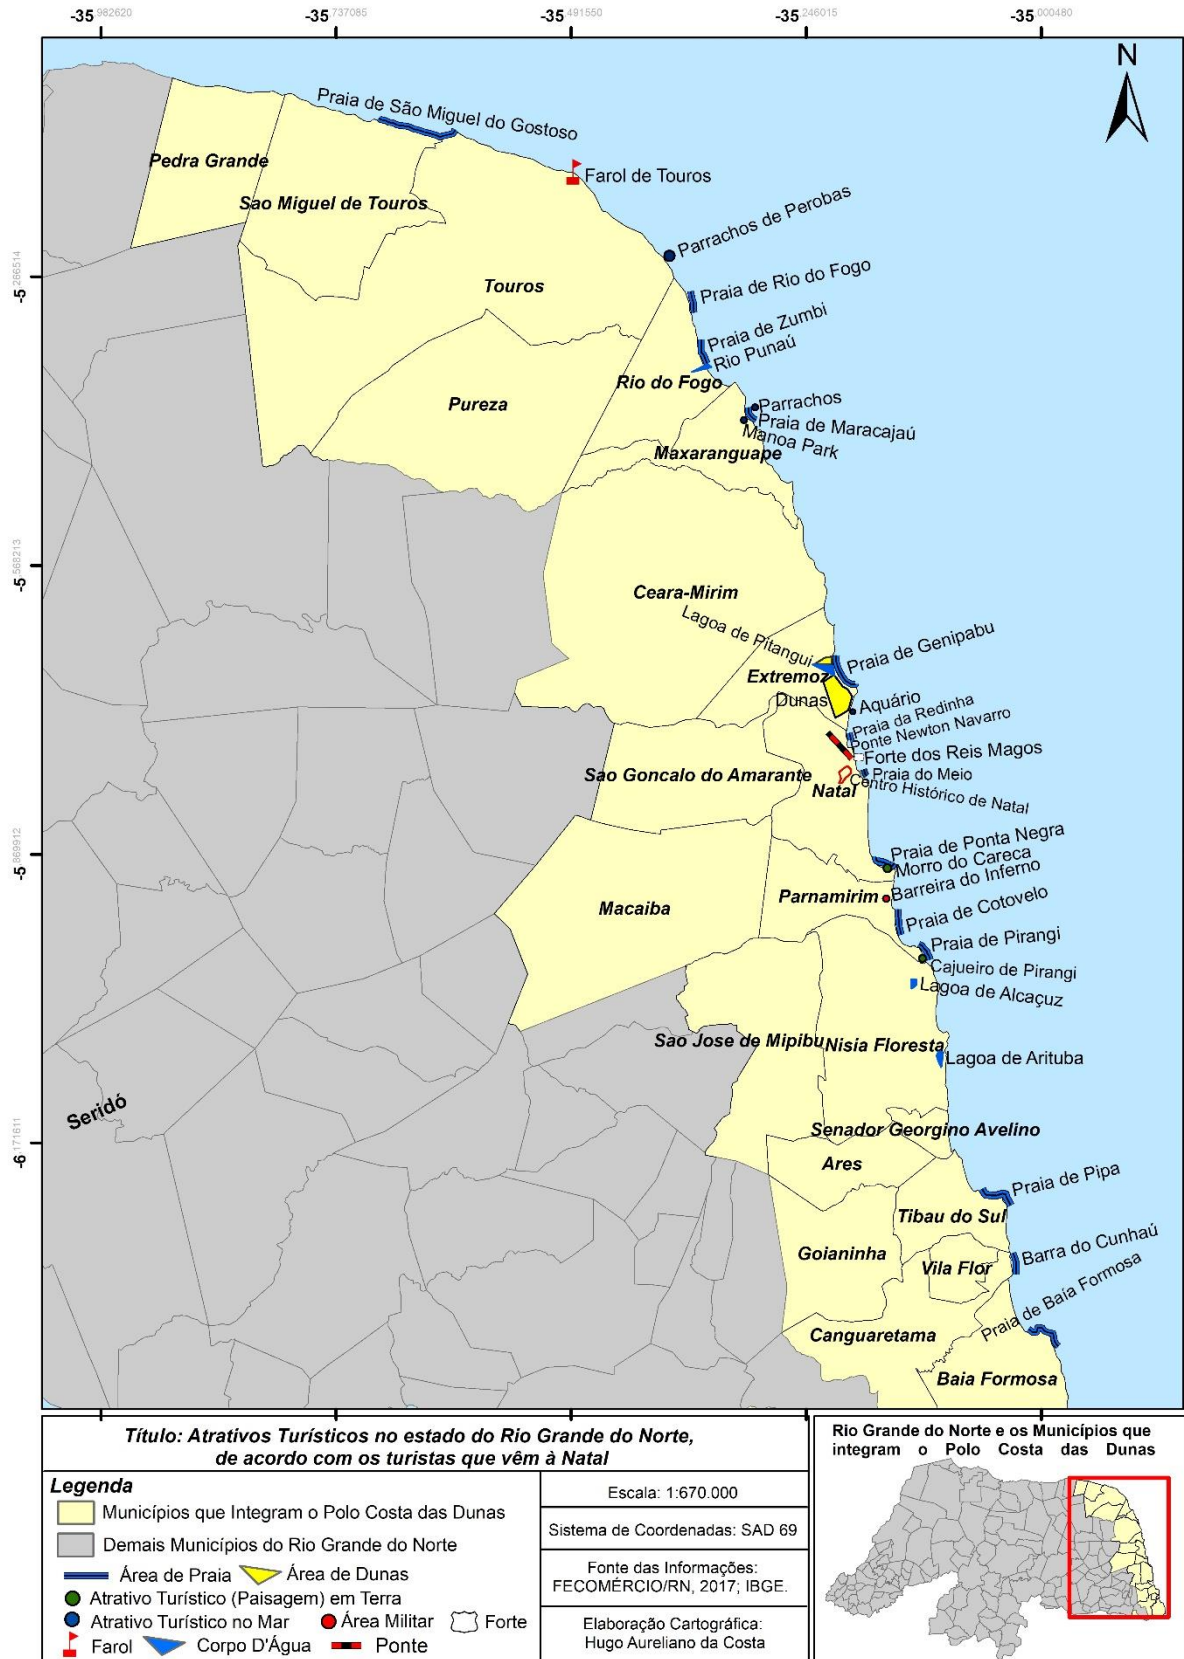 -35.982620
-35.737085
-35.491550
-35.246015
-35.000480
N
Praia de São Miguel do Gostoso
Pedra Grande
Farol de Touros
Sao Miguel de Touros
Parrachos de Perobas
-5.266514
Touros
Praia de Rio do Fogo
Praia de Zumbi
Rio Punaú
Rio do Fogo
Pureza
Parrachos
Praia de Maracajaú
Manoa Park
Maxaranguape
-5.568213
Ceara-Mirim
Lagoa de Pitangui
Praia de Genipabu
Extremoz
Dunas
Aquário
Praia da Redinha
Ponte Newton Navarro
Forte dos Reis Magos
Sao Goncalo do Amarante
Praia do Meio
Natal
Centro Histórico de Natal
-5.869912
Praia de Ponta Negra
Morro do Careca
Barreira do Inferno
Parnamirim
Macaiba
Praia de Cotovelo
Praia de Pirangi
Cajueiro de Pirangi
Lagoa de Alcaçuz
Sao Jose de Mipibu
Nisia Floresta
Lagoa de Arituba
Seridó
Senador Georgino Avelino
-6.171611
Ares
Praia de Pipa
Tibau do Sul
Goianinha
Barra do Cunhaú
Vila Flor
Praia de Baía Formosa
Canguaretama
Baia Formosa
Título: Atrativos Turísticos no estado do Rio Grande do Norte,
de acordo com os turistas que vêm à Natal
Legenda
Municípios que Integram o Polo Costa das Dunas
Demais Municípios do Rio Grande do Norte
Área de Praia
Área de Dunas
Atrativo Turístico (Paisagem) em Terra
Atrativo Turístico no Mar
Área Militar
Forte
Farol
Corpo D'Água
Ponte
Escala: 1:670.000
Sistema de Coordenadas: SAD 69
Fonte das Informações:
FECOMÉRCIO/RN, 2017; IBGE.
Elaboração Cartográfica:
Hugo Aureliano da Costa
Rio Grande do Norte e os Municípios que
integram o Polo Costa das Dunas